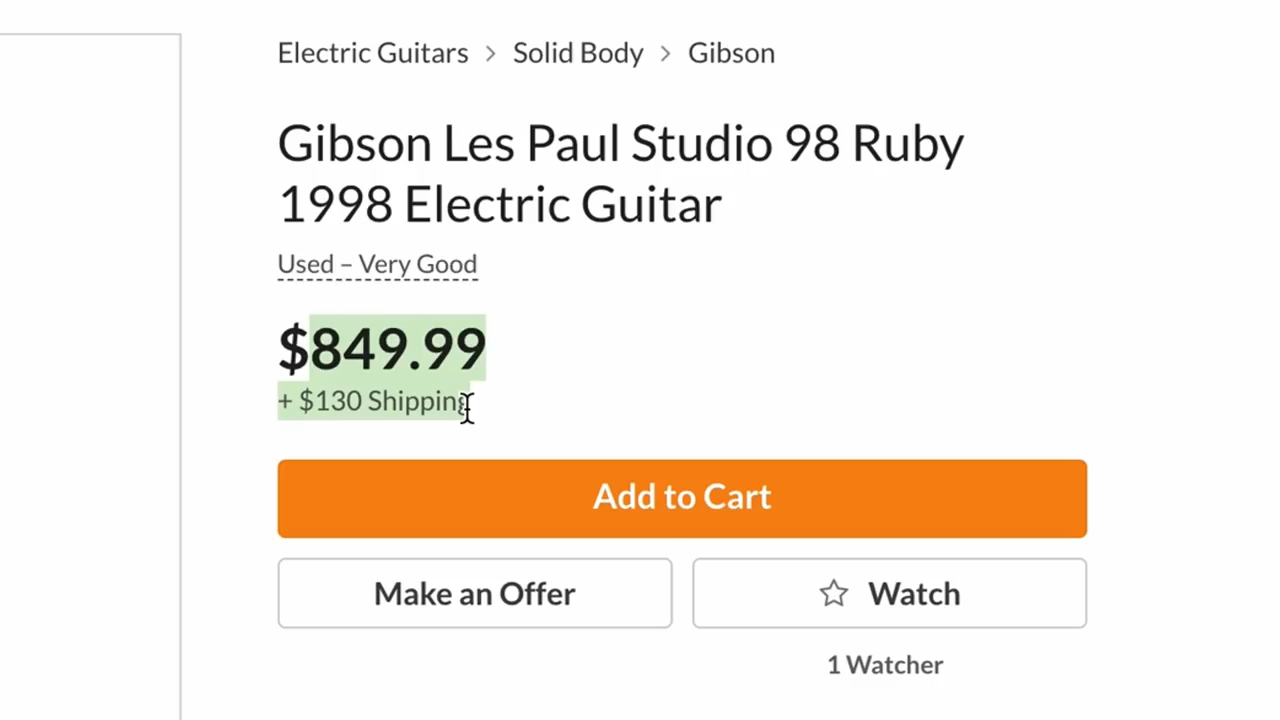 Electric Guitars > Solid Body > Gibson
Gibson Les Paul Studio 98 Ruby
1998 Electric Guitar
Used – Very Good
$849.99
+ $130 Shipping
Add to Cart
Make an Offer
Watch
1 Watcher